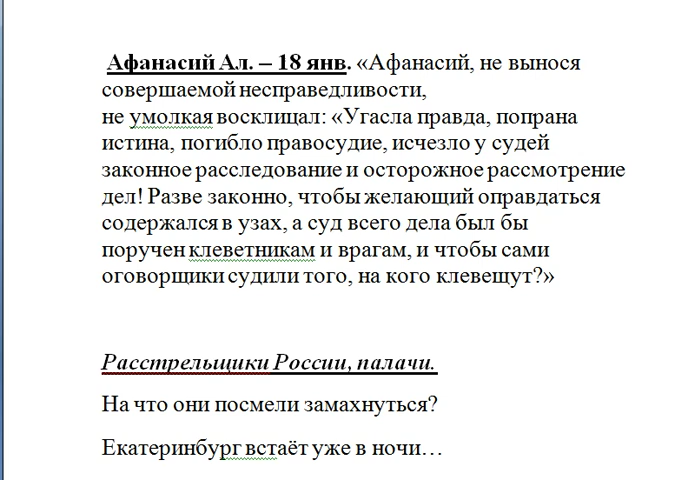 Афанасий Ал. – 18 янв. «Афанасий, не вынося
совершаемой несправедливости,
не умолкая восклицал: «Угасла правда, попрана
истина, погибло правосудие, исчезло у судей
законное расследование и осторожное рассмотрение
дел! Разве законно, чтобы желающий оправдаться
содержался в узах, а суд всего дела был бы
поручен клеветникам и врагам, и чтобы сами
оговорщики судили того, на кого клевещут?»
Расстрельщики России, палачи.
На что они посмели замахнуться?
Екатеринбург встаёт уже в ночи…